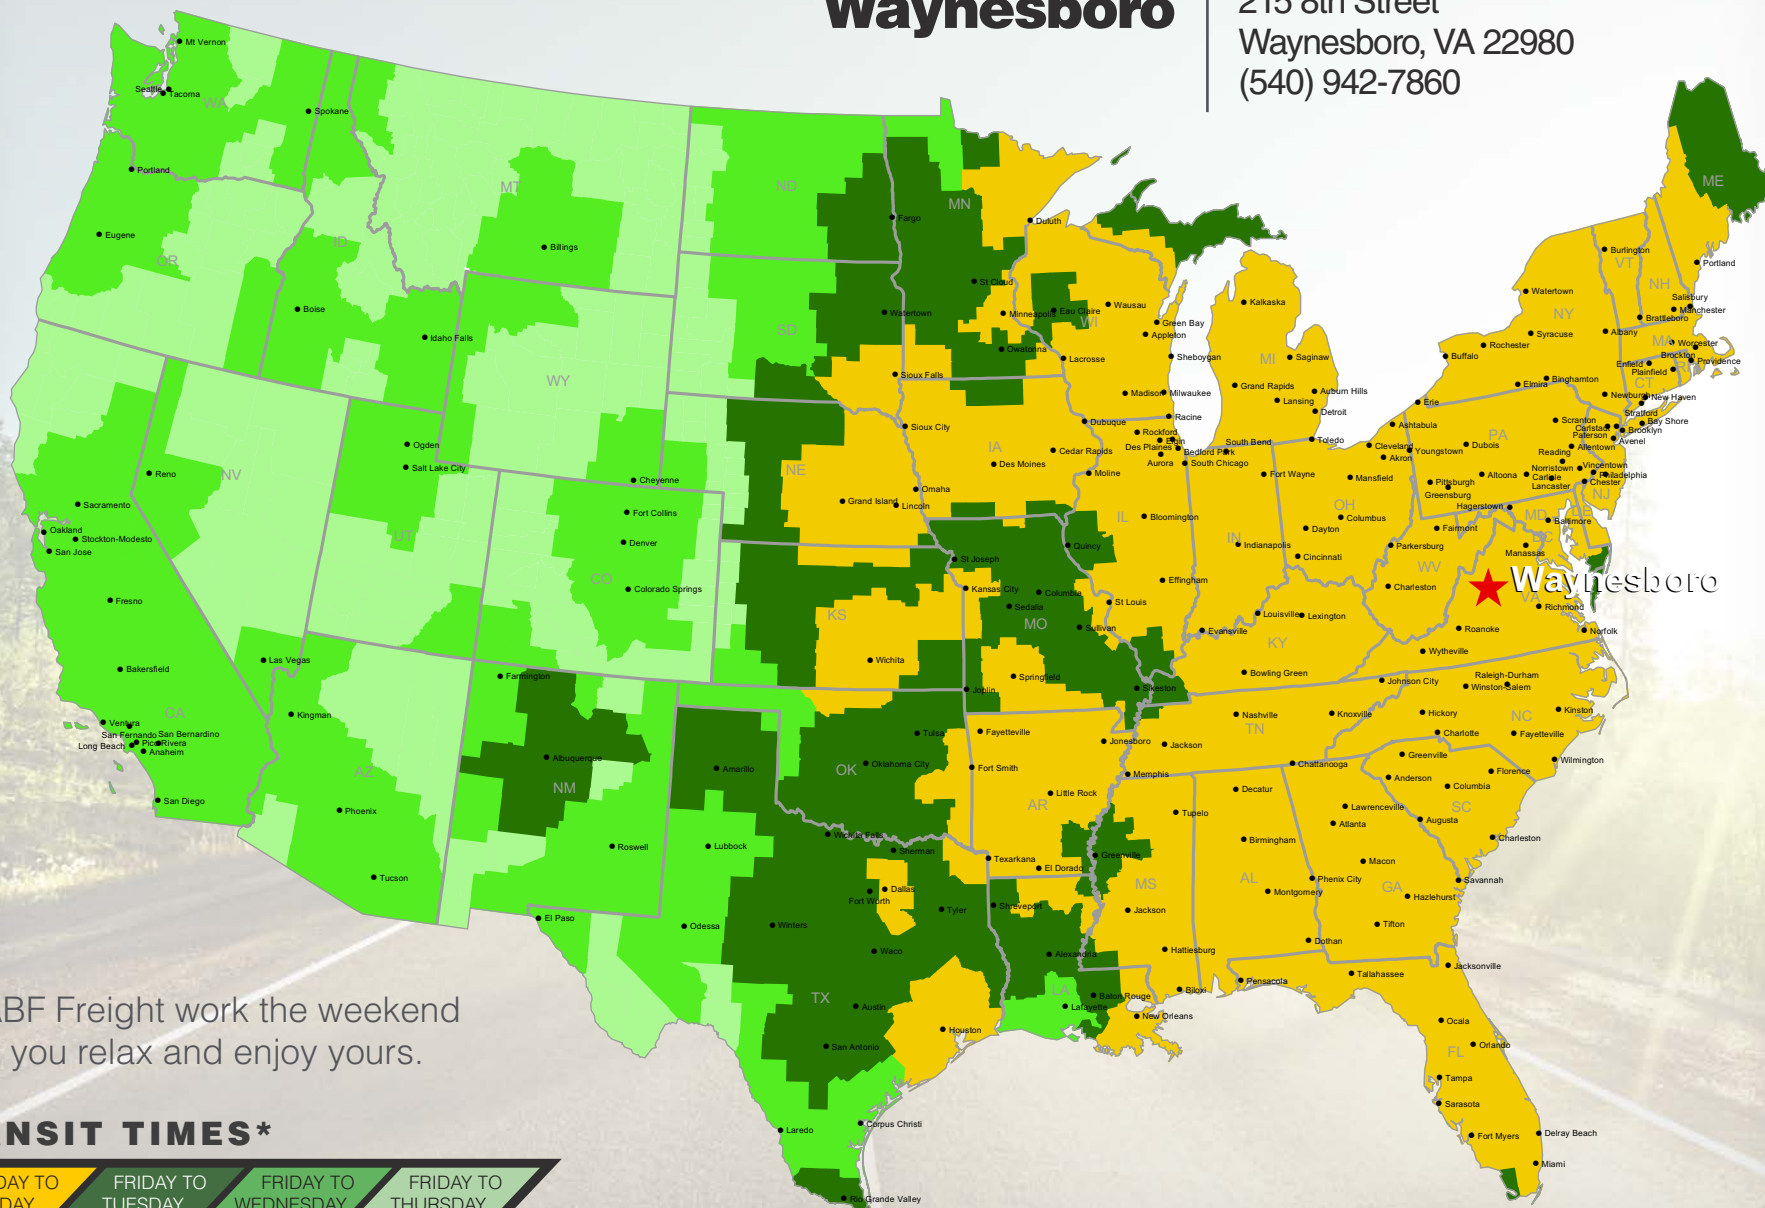 Waynesboro
215 8th Street
Waynesboro, VA 22980
(540) 942-7860
Mt Vernon
Seattle
Tacoma
WA
Spokane
Portland
Eugene
OR
ID
Boise
Idaho Falls
MT
Billings
WY
ND
SD
MN
Fargo
Duluth
St Cloud
Watertown
Minneapolis
Eau Claire
Owatonna
Sioux Falls
WI
Wausau
Green Bay
Appleton
Lacrosse
Sheboygan
Madison
Milwaukee
Racine
MI
Kalkaska
Saginaw
Grand Rapids
Lansing
Auburn Hills
Detroit
ME
Burlington
VT
NH
Portland
Salisbury
Manchester
Brattleboro
Watertown
NY
Syracuse
Rochester
Buffalo
Albany
MA
Worcester
Brockton
Providence
Enfield
Plainfield
RI
CT
Binghamton
Elmira
Newburgh
New Haven
Stratford
Bay Shore
Erie
Scranton
Carlstadt
Brooklyn
Paterson
Avenel
Ashtabula
PA
Dubois
Allentown
Reading
Cleveland
Youngstown
Akron
Altoona
Norristown
Vincentown
Philadelphia
Carlisle
Lancaster
Chester
Pittsburgh
Greensburg
NJ
Hagerstown
MD
DE
Baltimore
DC
Manassas
Fairmont
Parkersburg
WV
Charleston
Waynesboro
VA
Richmond
Roanoke
Norfolk
Wytheville
Sioux City
Dubuque
Rockford
Elgin
Des Plaines
Bedford Park
Aurora
South Chicago
South Bend
Toledo
IA
Cedar Rapids
Des Moines
Moline
NE
Omaha
Grand Island
Lincoln
Fort Wayne
Mansfield
OH
Columbus
Dayton
Cincinnati
IL
Bloomington
IN
Indianapolis
Quincy
Effingham
St Joseph
Kansas City
Columbia
Sedalia
MO
St Louis
Sullivan
Evansville
Louisville
Lexington
KY
Bowling Green
KS
Wichita
Springfield
Joplin
Sikeston
Reno
NV
Sacramento
Oakland
Stockton-Modesto
San Jose
Fresno
Bakersfield
CA
Ventura
San Fernando
San Bernardino
Long Beach
Pico Rivera
Anaheim
San Diego
Ogden
Salt Lake City
UT
Las Vegas
Kingman
AZ
Phoenix
Tucson
Cheyenne
Fort Collins
Denver
CO
Colorado Springs
Farmington
Albuquerque
NM
Roswell
El Paso
Amarillo
Lubbock
Odessa
OK
Tulsa
Oklahoma City
Wichita Falls
Sherman
Dallas
Fort Worth
Tyler
Winters
Waco
TX
Austin
Houston
San Antonio
Laredo
Corpus Christi
Rio Grande Valley
Fayetteville
Fort Smith
AR
Little Rock
Jonesboro
Texarkana
El Dorado
Shreveport
Alexandria
LA
Baton Rouge
Lafayette
New Orleans
Nashville
TN
Jackson
Memphis
Knoxville
Johnson City
Chattanooga
Raleigh-Durham
Winston-Salem
Hickory
NC
Kinston
Charlotte
Fayetteville
Wilmington
Greenville
Anderson
Florence
Columbia
SC
Charleston
Tupelo
Greenville
MS
Jackson
Hattiesburg
Biloxi
Decatur
Birmingham
AL
Montgomery
Dothan
Lawrenceville
Atlanta
Augusta
Macon
Phenix City
GA
Hazlehurst
Savannah
Tifton
Pensacola
Tallahassee
Jacksonville
Ocala
Orlando
FL
Tampa
Sarasota
Fort Myers
Delray Beach
Miami
ABF Freight work the weekend
you relax and enjoy yours.
NSIT TIMES*
DAY TO
DAY
FRIDAY TO
TUESDAY
FRIDAY TO
WEDNESDAY
FRIDAY TO
THURSDAY